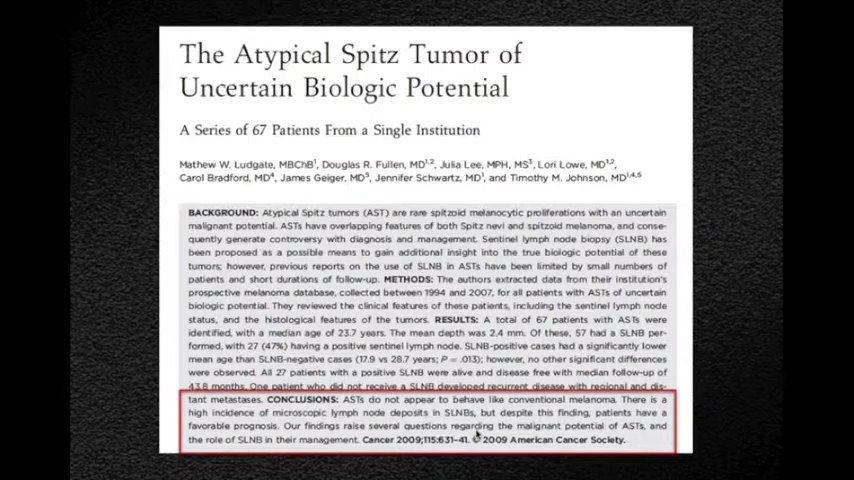 The Atypical Spitz Tumor of
Uncertain Biologic Potential
A Series of 67 Patients From a Single Institution
Mathew W. Ludgate, MBChB1, Douglas R. Fullen, MD1,2, Julia Lee, MPH, MS3, Lori Lowe, MD1,2,
Carol Bradford, MD4, James Geiger, MD5, Jennifer Schwartz, MD1, and Timothy M. Johnson, MD1,4,5
BACKGROUND: Atypical Spitz tumors (AST) are rare spitzoid melanocytic proliferations with an uncertain
malignant potential. ASTs have overlapping features of both Spitz nevi and spitzoid melanoma, and conse-
quently generate controversy with diagnosis and management. Sentinel lymph node biopsy (SLNB) has
been proposed as a possible means to gain additional insight into the true biologic potential of these
tumors; however, previous reports on the use of SLNB in ASTs have been limited by small numbers of
patients and short durations of follow-up. METHODS: The authors extracted data from their institution's
prospective melanoma database, collected between 1994 and 2007, for all patients with ASTs of uncertain
biologic potential. They reviewed the clinical features of these patients, including the sentinel lymph node
status, and the histological features of the tumors. RESULTS: A total of 67 patients with ASTs were
identified, with a median age of 23.7 years. The mean depth was 2.4 mm. Of these, 57 had a SLNB per-
formed, with 27 (47%) having a positive sentinel lymph node. SLNB-positive cases had a significantly lower
mean age than SLNB-negative cases (17.9 vs 28.7 years; P = .013); however, no other significant differences
were observed. All 27 patients with a positive SLNB were alive and disease free with median follow-up of
43.8 months. One patient who did not receive a SLNB developed recurrent disease with regional and dis-
tant metastases. CONCLUSIONS: ASTs do not appear to behave like conventional melanoma. There is a
high incidence of microscopic lymph node deposits in SLNBs, but despite this finding, patients have a
favorable prognosis. Our findings raise several questions regarding the malignant potential of ASTs, and
the role of SLNB in their management. Cancer 2009;115:631–41. © 2009 American Cancer Society.